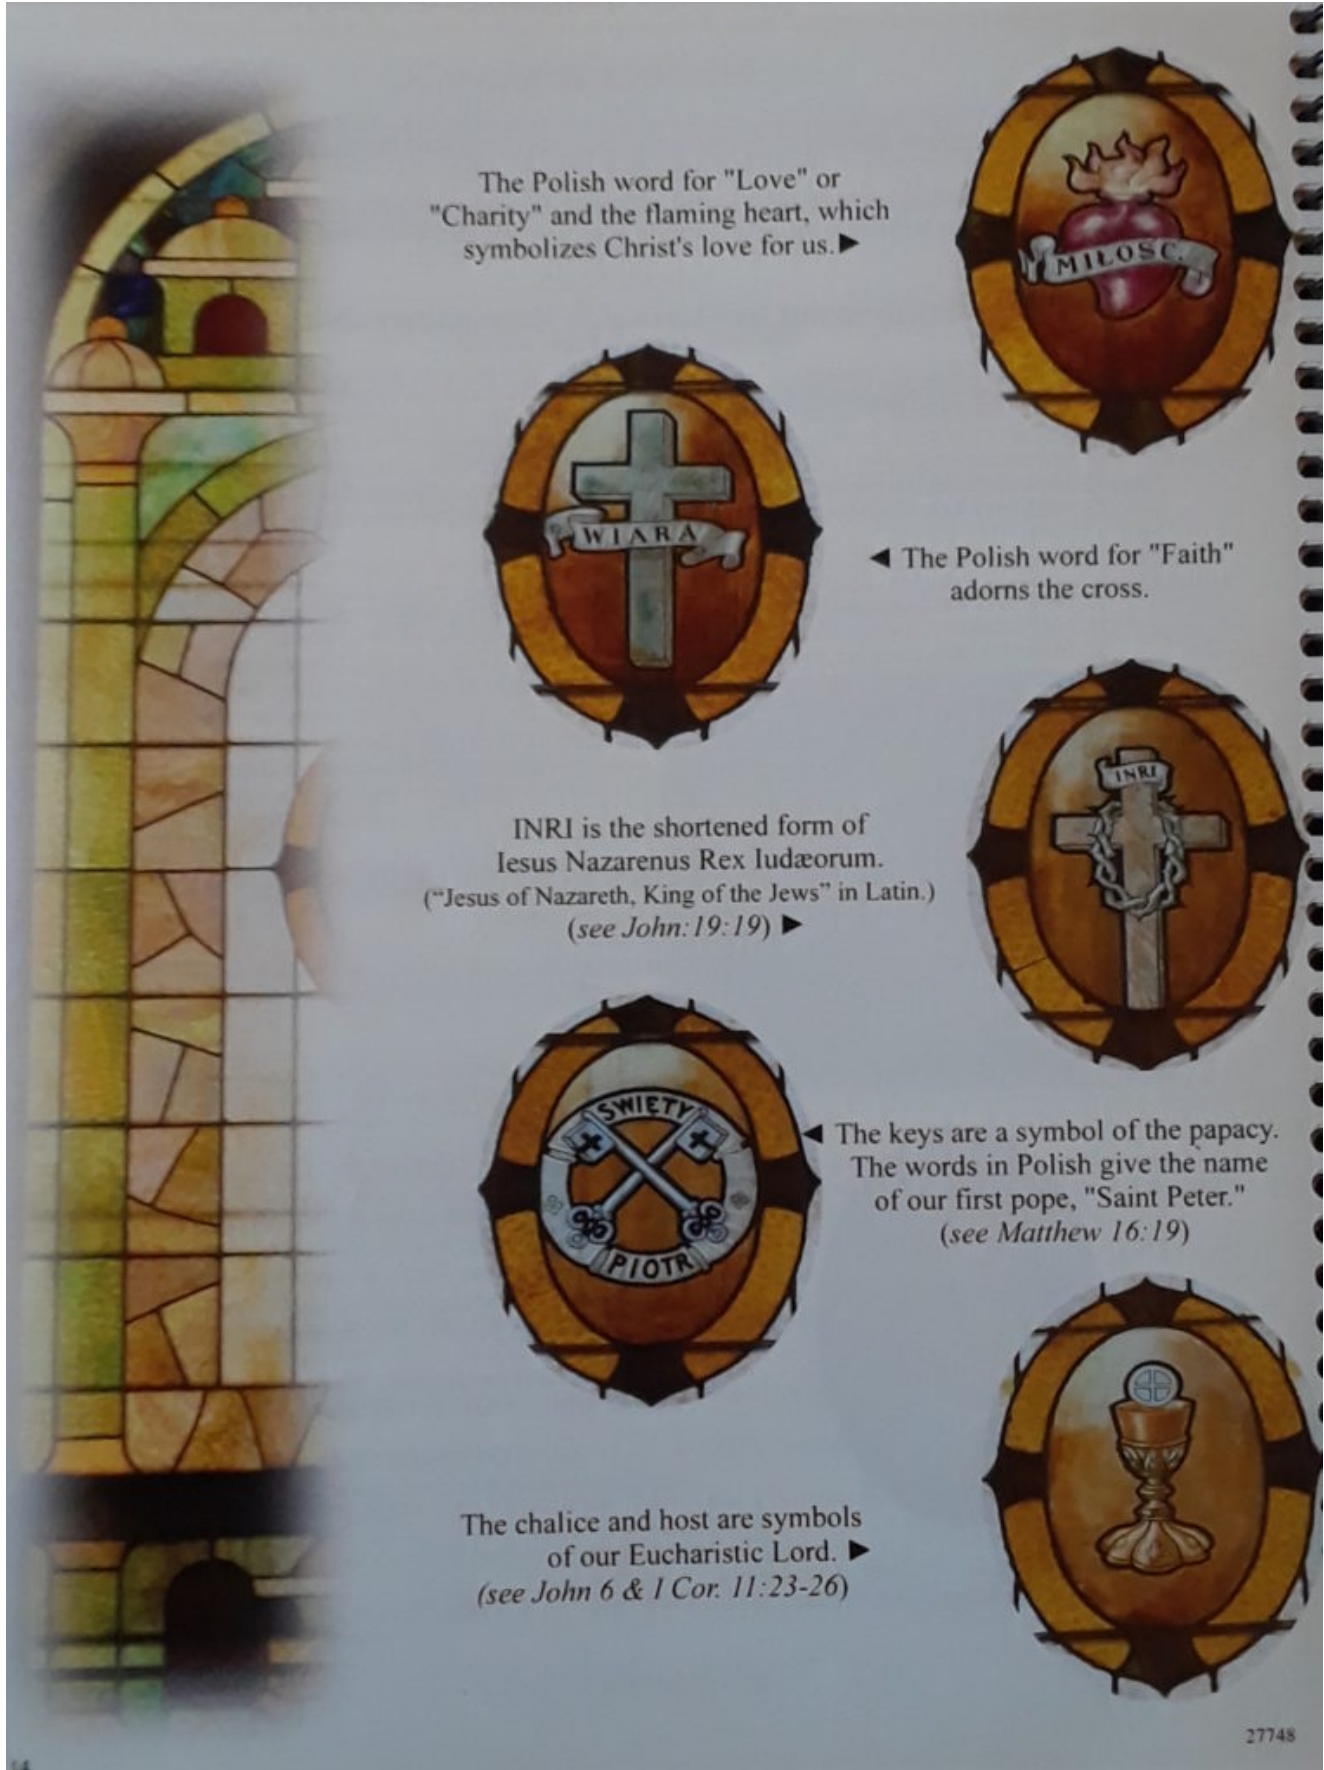 The Polish word for "Love" or
"Charity" and the flaming heart, which
symbolizes Christ's love for us.►
MIŁOSC.
WIARA
◄ The Polish word for "Faith"
adorns the cross.
INRI is the shortened form of
Iesus Nazarenus Rex Iudæorum.
(“Jesus of Nazareth, King of the Jews” in Latin.)
(see John:19:19) ►
INRI
SWIETY
PIOTR
◄ The keys are a symbol of the papacy.
The words in Polish give the name
of our first pope, "Saint Peter."
(see Matthew 16:19)
The chalice and host are symbols
of our Eucharistic Lord. ►
(see John 6 & I Cor. 11:23-26)
27748